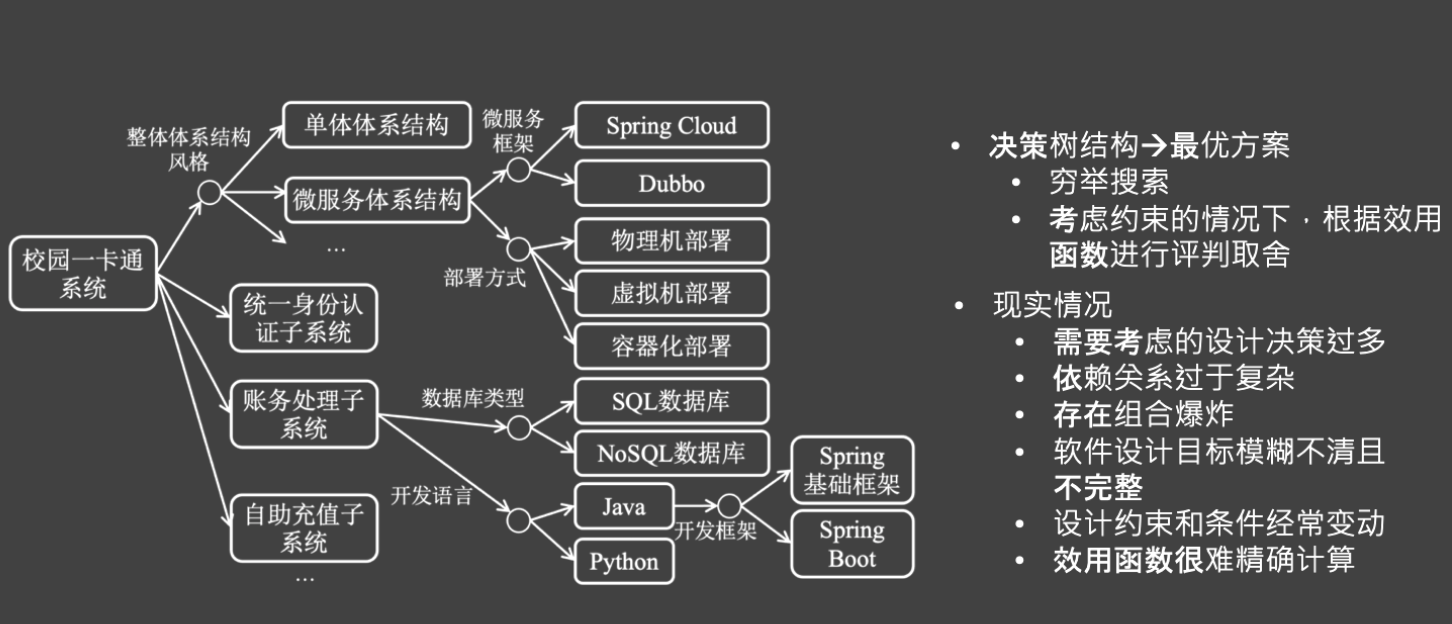 整体体系结构
风格
单体体系结构
微服务
框架
Spring Cloud
Dubbo
微服务体系结构
...
部署方式
物理机部署
虚拟机部署
容器化部署
校园一卡通
系统
统一身份认
证子系统
账务处理子
系统
数据库类型
SQL数据库
NoSQL数据库
开发语言
Java
Python
开发框架
Spring
基础框架
Spring
Boot
自助充值子
系统
...
• 决策树结构→最优方案
• 穷举搜索
• 考虑约束的情况下，根据效用
函数进行评判取舍
• 现实情况
• 需要考虑的设计决策过多
• 依赖关系过于复杂
• 存在组合爆炸
• 软件设计目标模糊不清且
不完整
• 设计约束和条件经常变动
• 效用函数很难精确计算